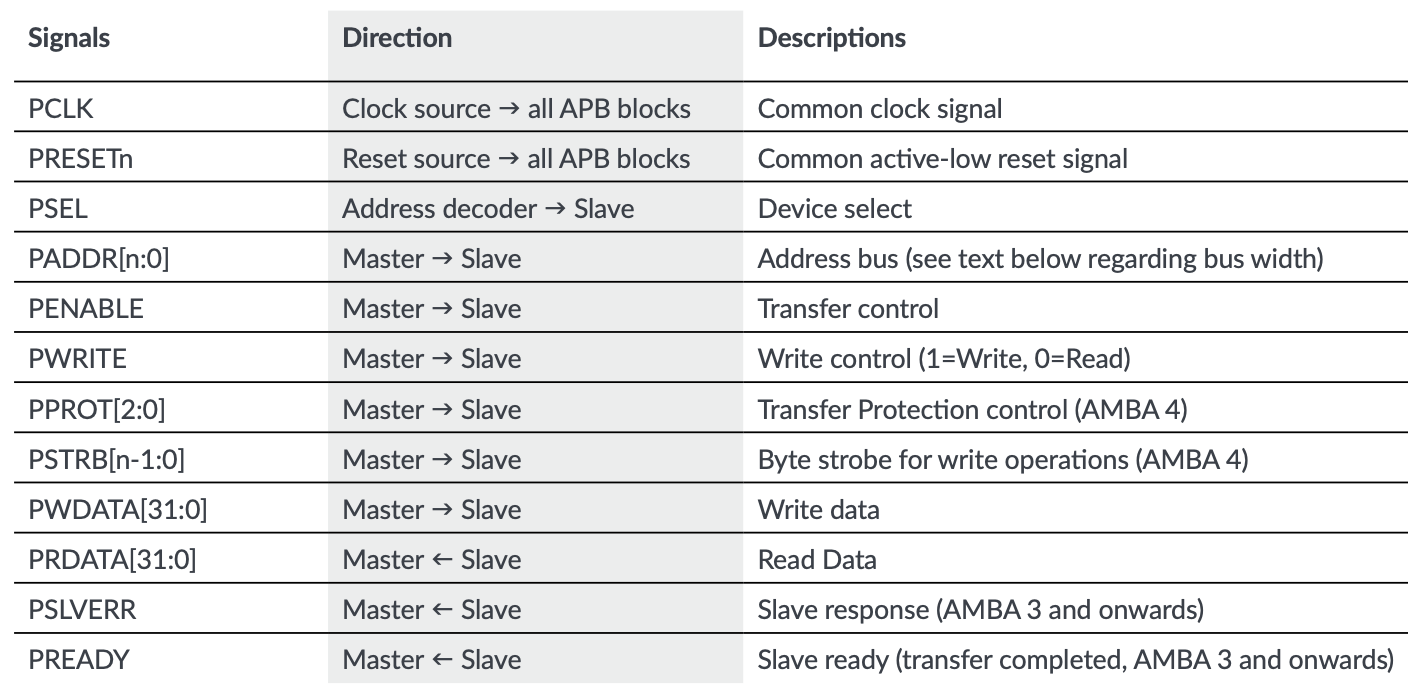 Signals Direction Descriptions
PCLK Clock source → all APB blocks Common clock signal
PRESETn Reset source → all APB blocks Common active-low reset signal
PSEL Address decoder → Slave Device select
PADDR[n:0] Master → Slave Address bus (see text below regarding bus width)
PENABLE Master → Slave Transfer control
PWRITE Master → Slave Write control (1=Write, 0=Read)
PPROT[2:0] Master → Slave Transfer Protection control (AMBA 4)
PSTRB[n-1:0] Master → Slave Byte strobe for write operations (AMBA 4)
PWDATA[31:0] Master → Slave Write data
PRDATA[31:0] Master ← Slave Read Data
PSLVERR Master ← Slave Slave response (AMBA 3 and onwards)
PREADY Master ← Slave Slave ready (transfer completed, AMBA 3 and onwards)